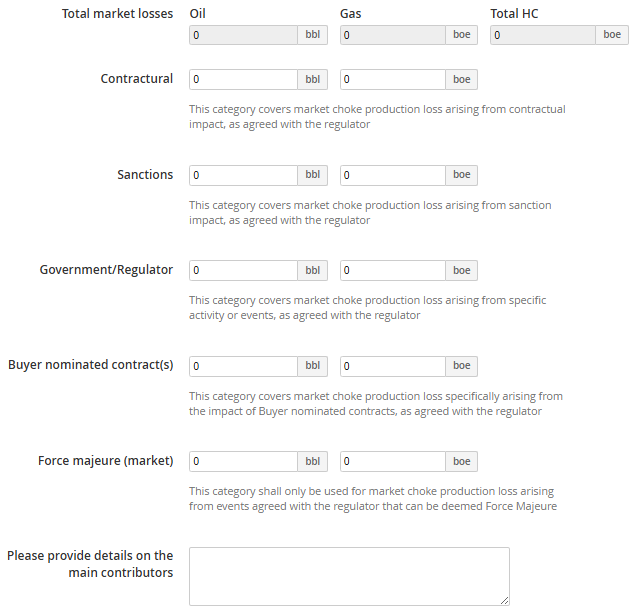 Total market losses Oil Gas Total HC
0 bbl 0 boe 0 boe
Contractural 0 bbl 0 boe
This category covers market choke production loss arising from contractual
impact, as agreed with the regulator
Sanctions 0 bbl 0 boe
This category covers market choke production loss arising from sanction
impact, as agreed with the regulator
Government/Regulator 0 bbl 0 boe
This category covers market choke production loss arising from specific
activity or events, as agreed with the regulator
Buyer nominated contract(s) 0 bbl 0 boe
This category covers market choke production loss specifically arising from
the impact of Buyer nominated contracts, as agreed with the regulator
Force majeure (market) 0 bbl 0 boe
This category shall only be used for market choke production loss arising
from events agreed with the regulator that can be deemed Force Majeure
Please provide details on the
main contributors